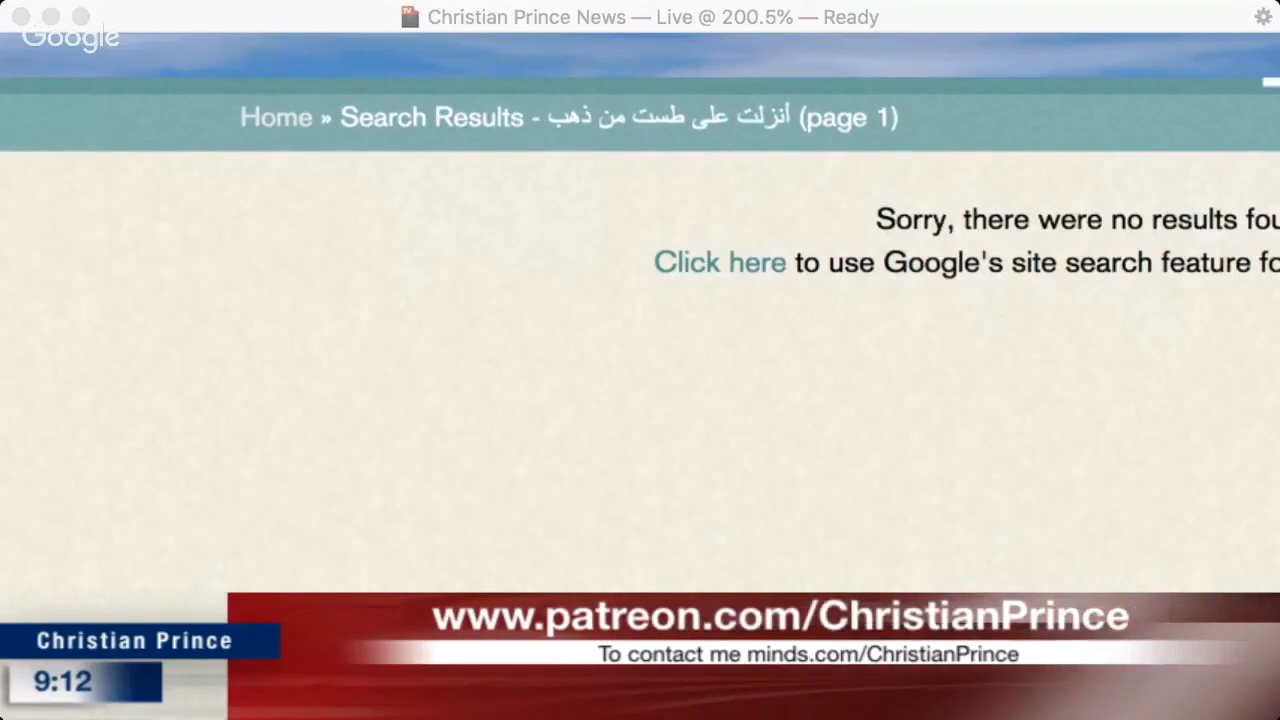 Christian Prince News — Live @ 200.5% — Ready
Google
Home » Search Results - أنزلت على طست من ذهب (page 1)
Sorry, there were no results fou
Click here to use Google's site search feature fo
www.patreon.com/ChristianPrince
Christian Prince
To contact me minds.com/ChristianPrince
9:12